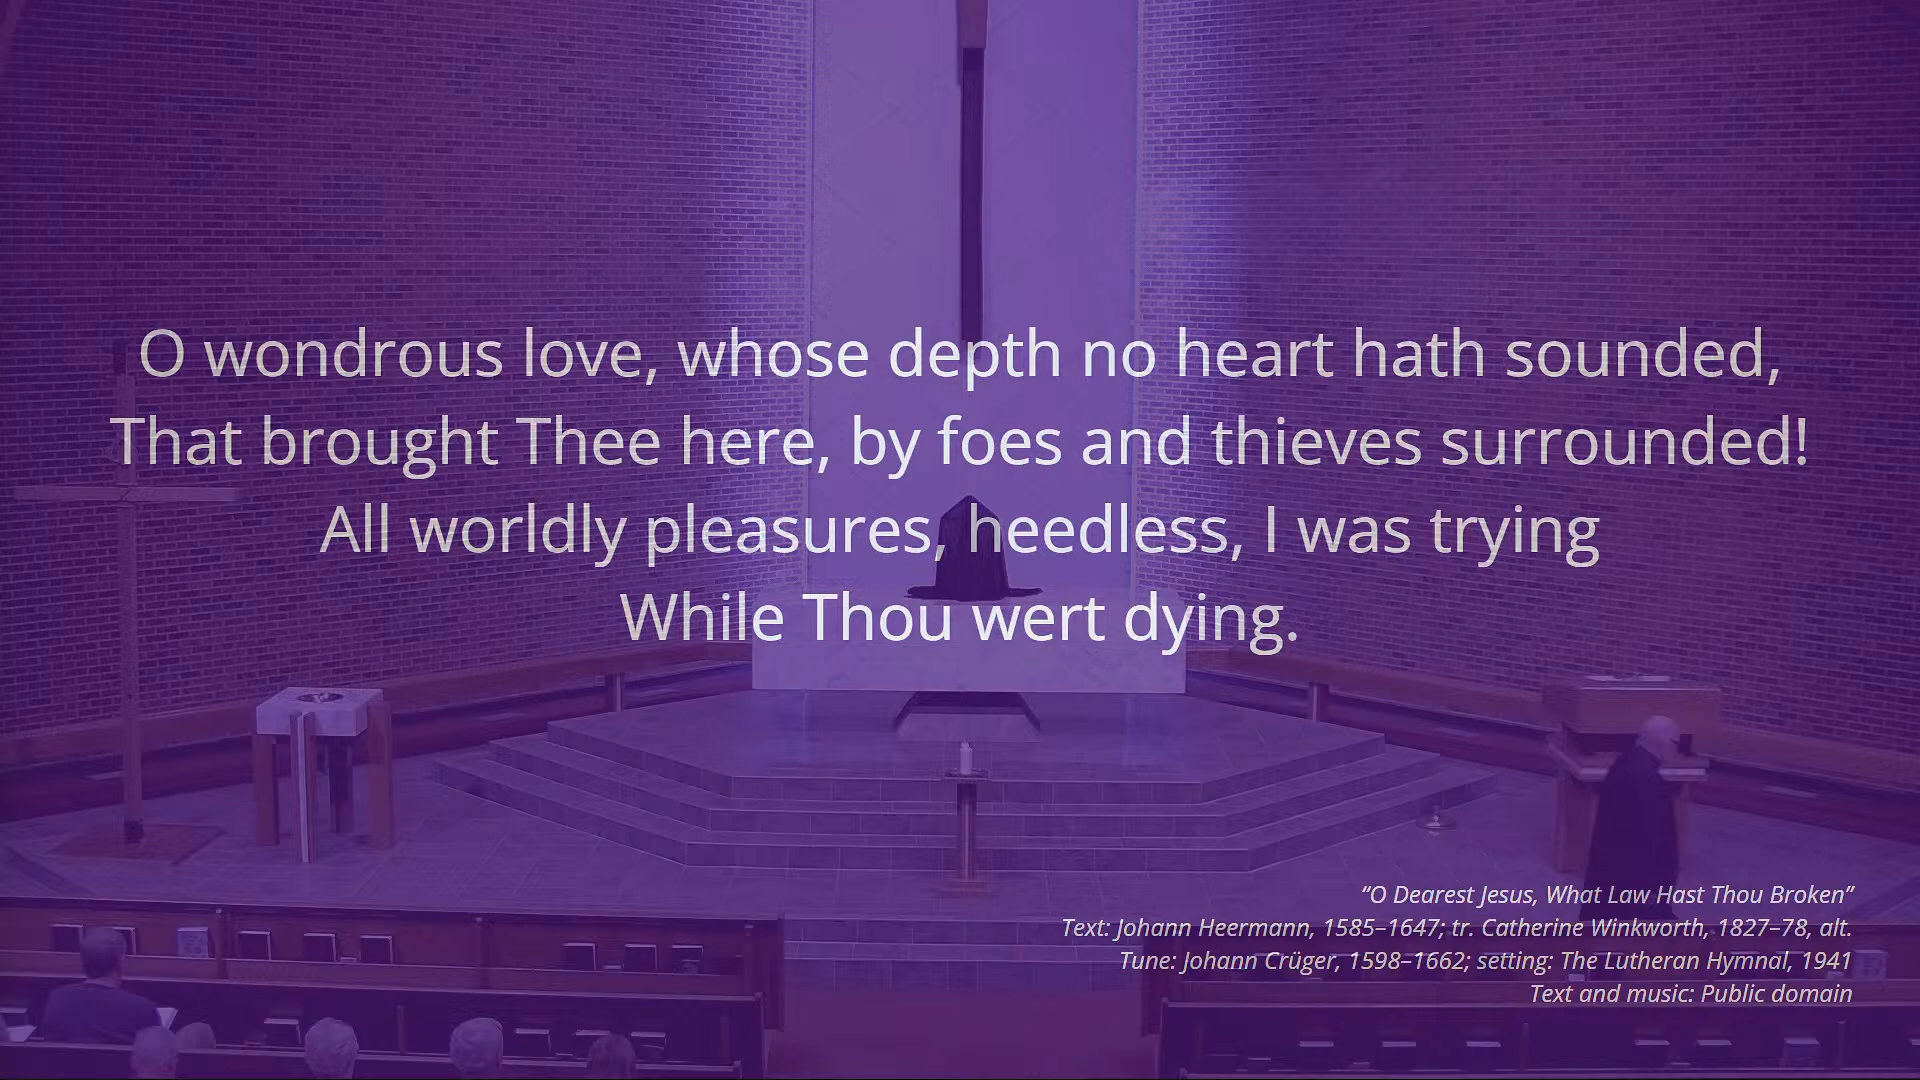 O wondrous love, whose depth no heart hath sounded,
That brought Thee here, by foes and thieves surrounded!
All worldly pleasures, heedless, I was trying
While Thou wert dying.
“O Dearest Jesus, What Law Hast Thou Broken”
Text: Johann Heermann, 1585–1647; tr. Catherine Winkworth, 1827–78, alt.
Tune: Johann Crüger, 1598–1662; setting: The Lutheran Hymnal, 1941
Text and music: Public domain